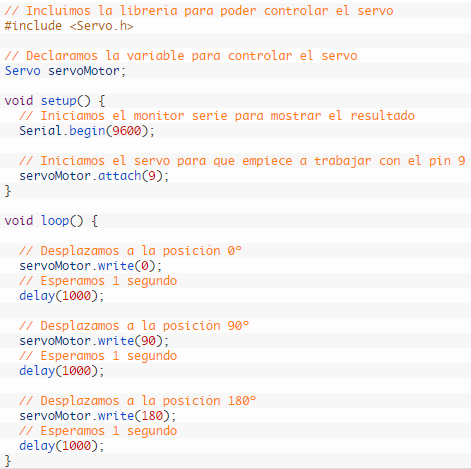 // Incluimos la librería para poder controlar el servo
#include <Servo.h>
// Declaramos la variable para controlar el servo
Servo servoMotor;
void setup() {
// Iniciamos el monitor serie para mostrar el resultado
Serial.begin(9600);
// Iniciamos el servo para que empiece a trabajar con el pin 9
servoMotor.attach(9);
}
void loop() {
// Desplazamos a la posición 0º
servoMotor.write(0);
// Esperamos 1 segundo
delay(1000);
// Desplazamos a la posición 90º
servoMotor.write(90);
// Esperamos 1 segundo
delay(1000);
// Desplazamos a la posición 180º
servoMotor.write(180);
// Esperamos 1 segundo
delay(1000);
}